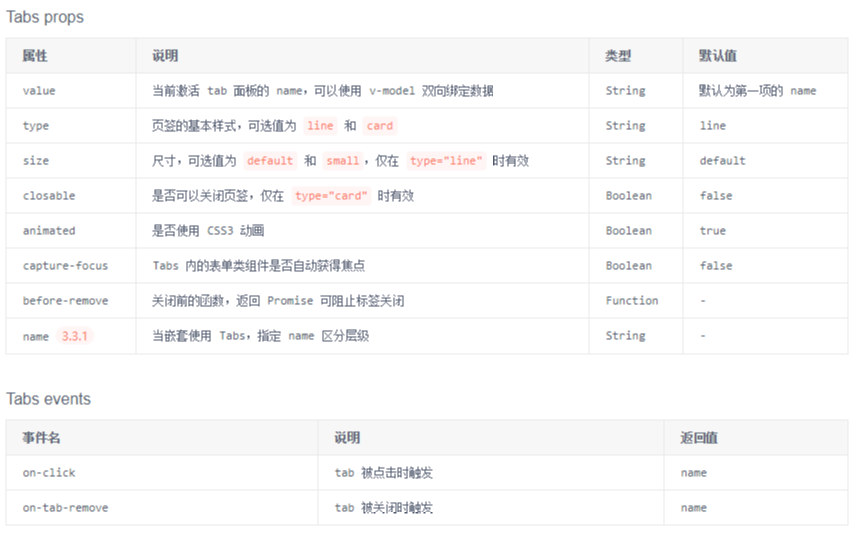 Tabs props
属性 说明 类型 默认值
value 当前激活 tab 面板的 name，可以使用 v-model 双向绑定数据 String 默认为第一项的 name
type 页签的基本样式，可选值为 line 和 card String line
size 尺寸，可选值为 default 和 small，仅在 type="line" 时有效 String default
closable 是否可以关闭页签，仅在 type="card" 时有效 Boolean false
animated 是否使用 CSS3 动画 Boolean true
capture-focus Tabs 内的表单类组件是否自动获得焦点 Boolean false
before-remove 关闭前的函数，返回 Promise 可阻止标签关闭 Function -
name 3.3.1 当嵌套使用 Tabs，指定 name 区分层级 String -
Tabs events
事件名 说明 返回值
on-click tab 被点击时触发 name
on-tab-remove tab 被关闭时触发 name